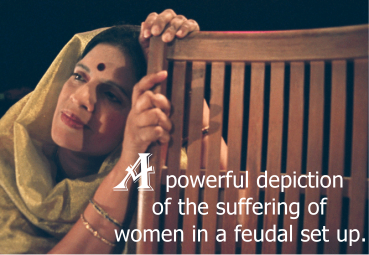 A powerful depiction
of the suffering of
women in a feudal set up.